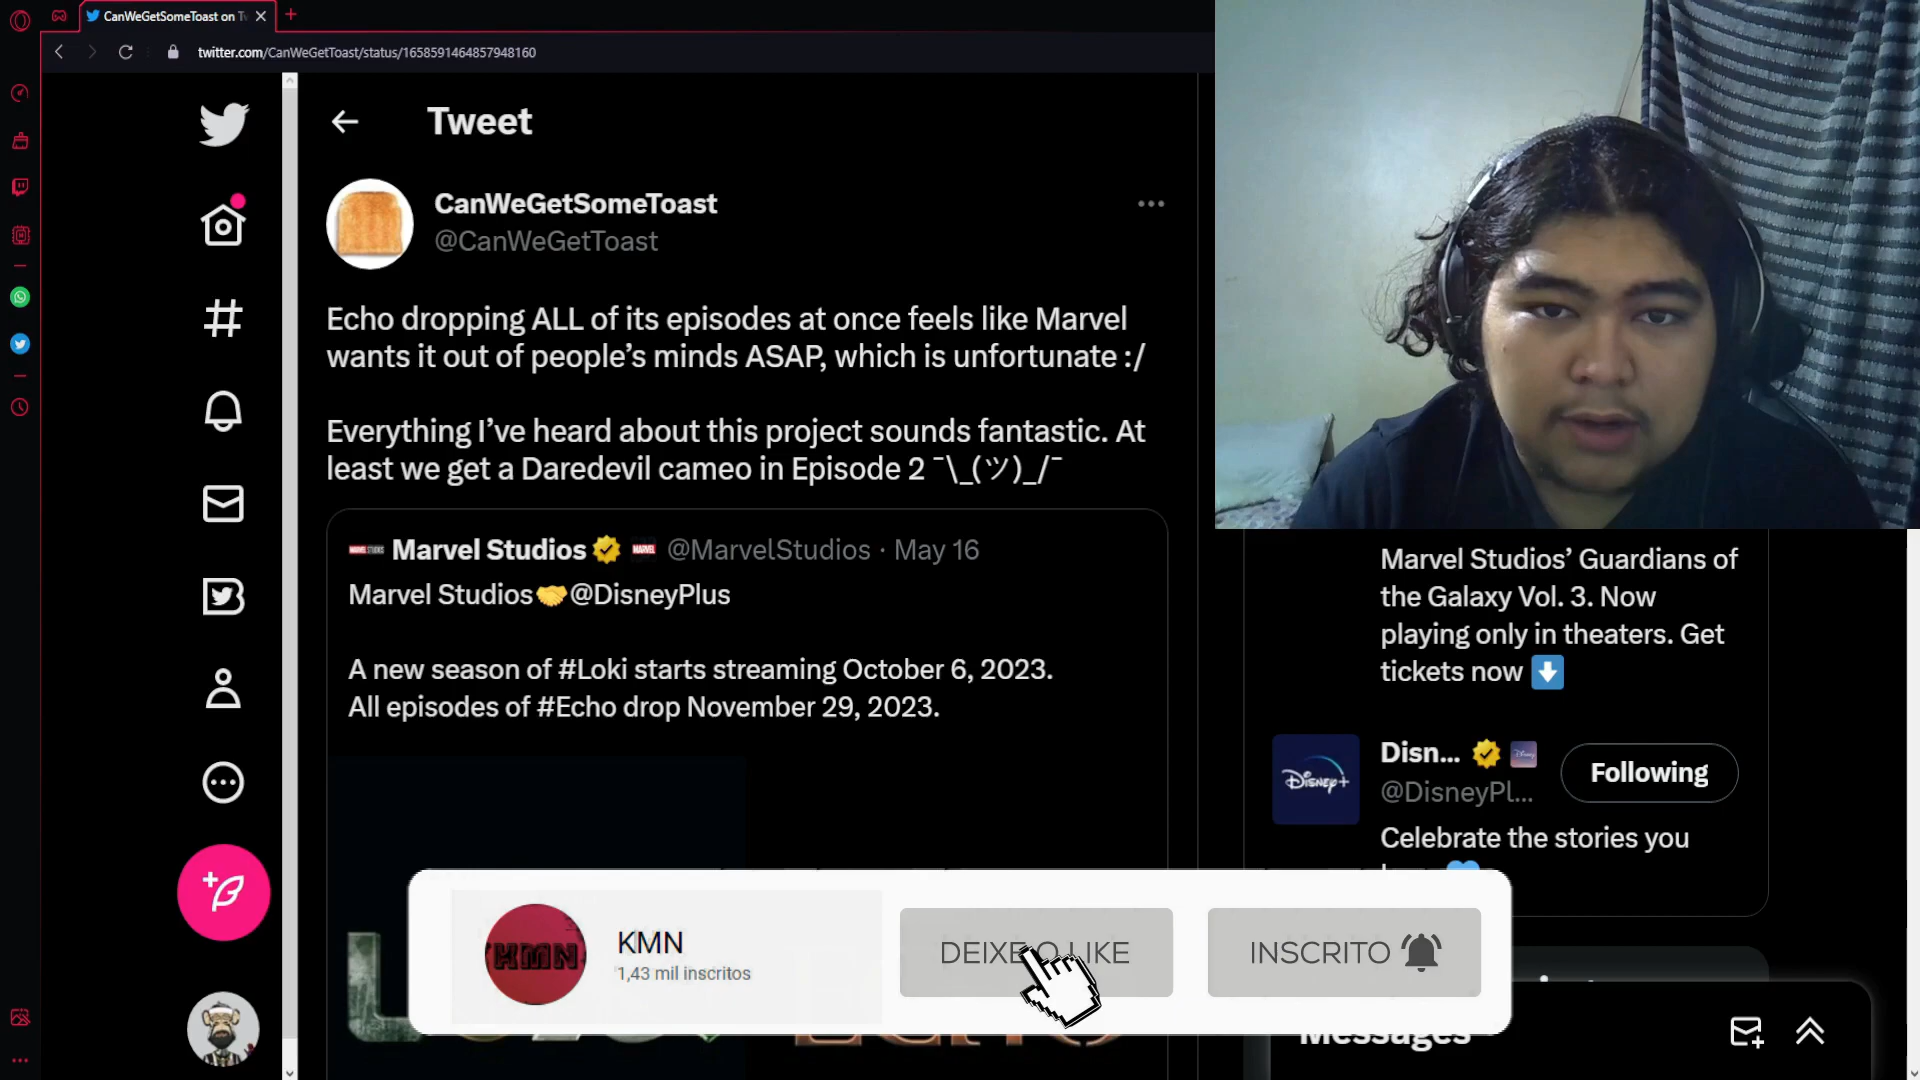 CanWeGetSomeToast on T
twitter.com/CanWeGetToast/status/1658591464857948160
Tweet
CanWeGetSomeToast
@CanWeGetToast
Echo dropping ALL of its episodes at once feels like Marvel
wants it out of people’s minds ASAP, which is unfortunate :/
Everything I’ve heard about this project sounds fantastic. At
least we get a Daredevil cameo in Episode 2 ¯\_(ツ)_/¯
Marvel Studios @MarvelStudios · May 16
Marvel Studios🤝@DisneyPlus
A new season of #Loki starts streaming October 6, 2023.
All episodes of #Echo drop November 29, 2023.
Marvel Studios’ Guardians of
the Galaxy Vol. 3. Now
playing only in theaters. Get
tickets now ⬇️
Disney+
Disn...
@DisneyPl...
Following
Celebrate the stories you
KMN
KMN
1,43 mil inscritos
DEIXE O LIKE
INSCRITO
Messages